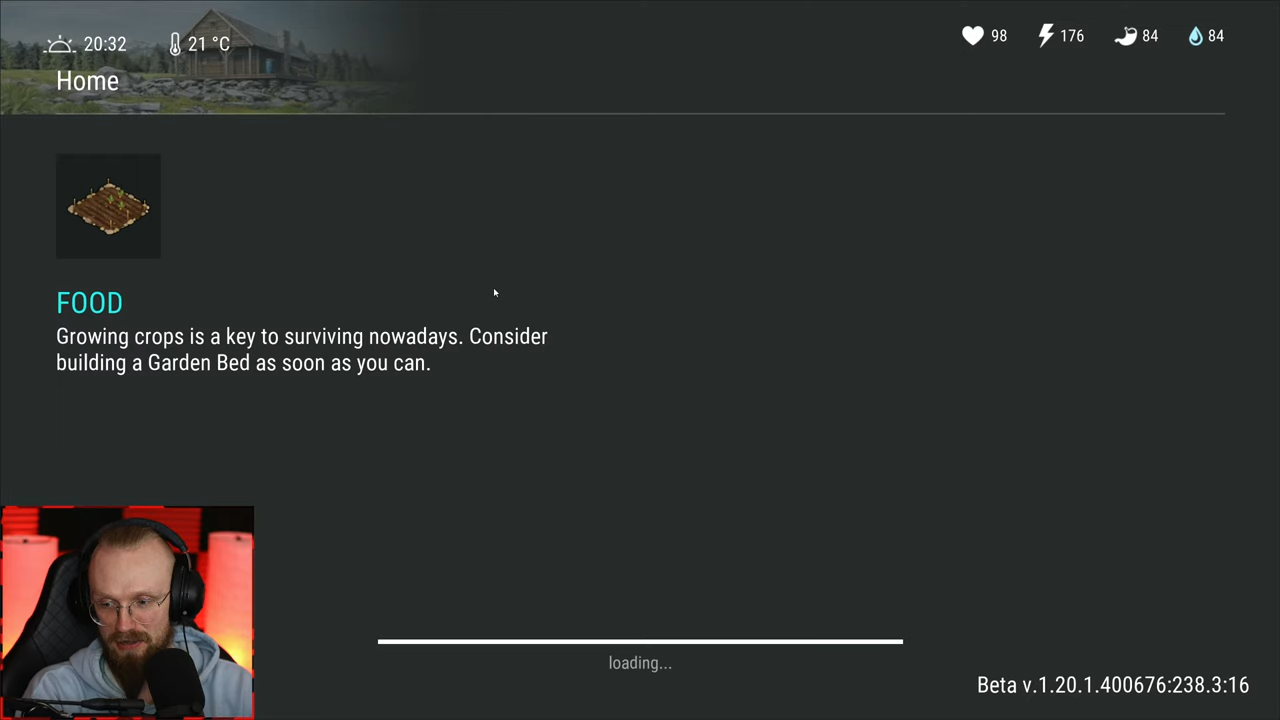 20:32
21 °C
98
176
84
84
Home
FOOD
Growing crops is a key to surviving nowadays. Consider
building a Garden Bed as soon as you can.
loading...
Beta v.1.20.1.400676:238.3:16